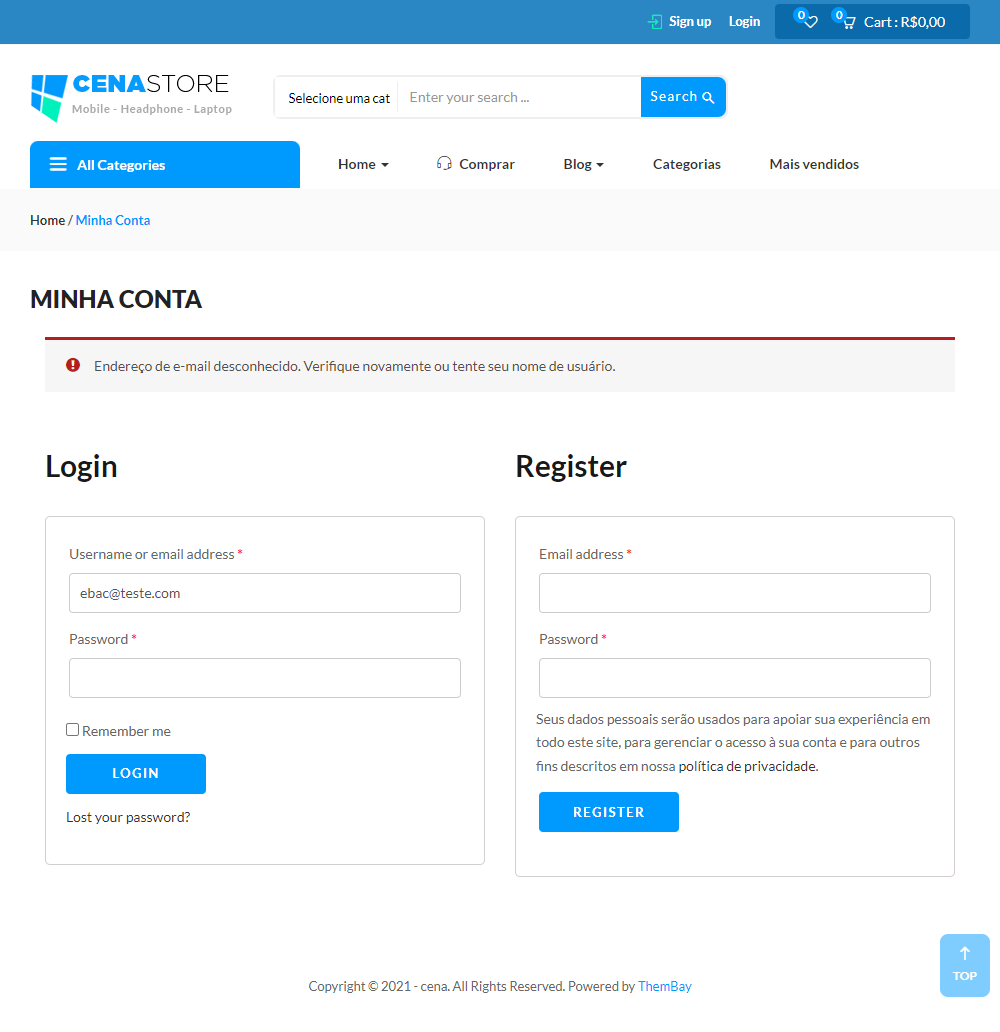 Sign up Login 0 0 Cart : R$0,00
CENASTORE
Mobile - Headphone - Laptop
Selecione uma cat Enter your search ... Search
All Categories Home Comprar Blog Categorias Mais vendidos
Home / Minha Conta
MINHA CONTA
Endereço de e-mail desconhecido. Verifique novamente ou tente seu nome de usuário.
Login
Username or email address *
ebac@teste.com
Password *
Remember me
LOGIN
Lost your password?
Register
Email address *
Password *
Seus dados pessoais serão usados para apoiar sua experiência em
todo este site, para gerenciar o acesso à sua conta e para outros
fins descritos em nossa política de privacidade.
REGISTER
TOP
Copyright © 2021 - cena. All Rights Reserved. Powered by ThemBay